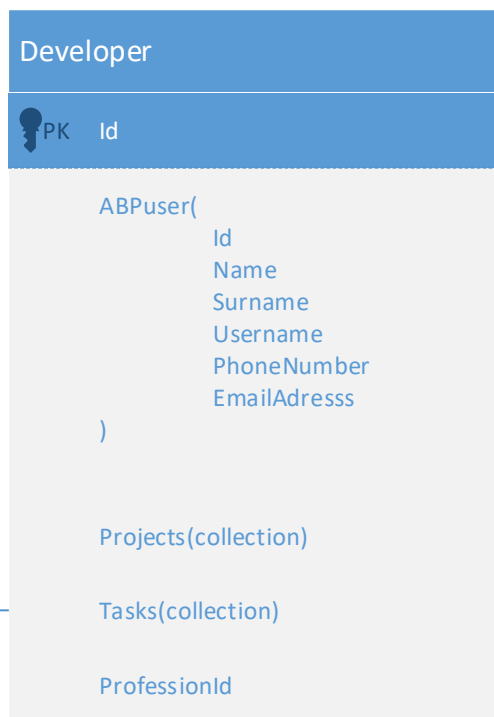 Developer
PK Id
ABPuser(
Id
Name
Surname
Username
PhoneNumber
EmailAdresss
)
Projects(collection)
Tasks(collection)
ProfessionId